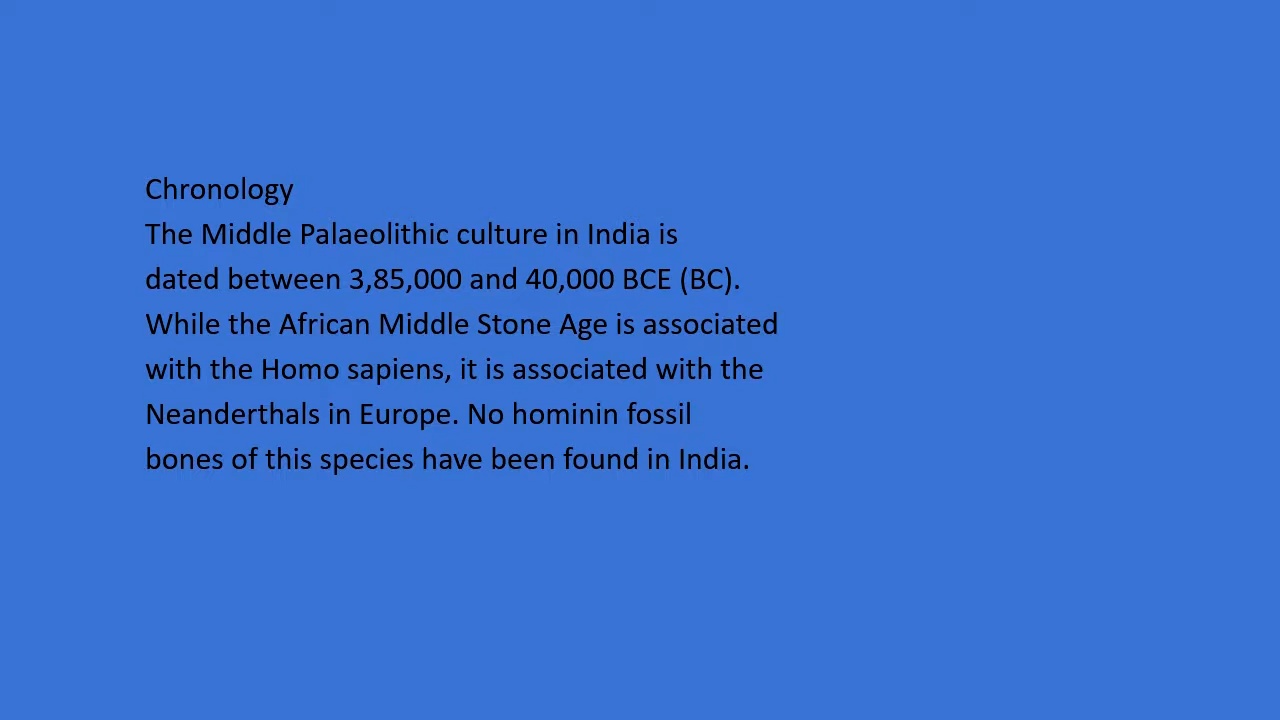 Chronology
The Middle Palaeolithic culture in India is
dated between 3,85,000 and 40,000 BCE (BC).
While the African Middle Stone Age is associated
with the Homo sapiens, it is associated with the
Neanderthals in Europe. No hominin fossil
bones of this species have been found in India.